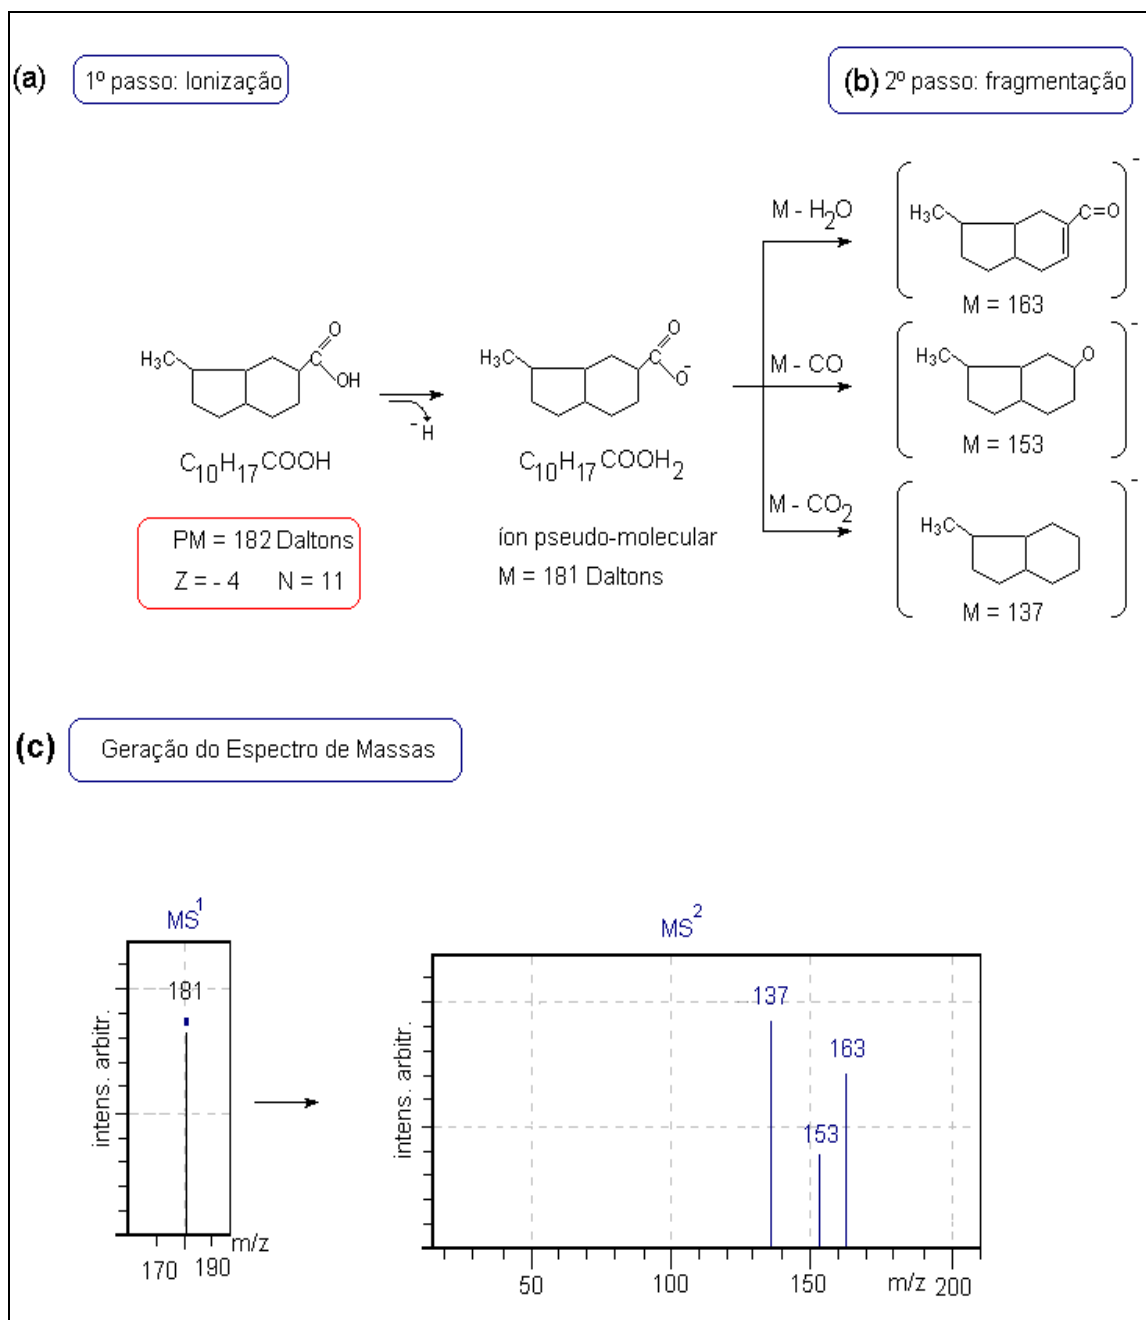 (a) 1º passo: Ionização
(b) 2º passo: fragmentação
H₃C
O
C
OH
C₁₀H₁₇COOH
PM = 182 Daltons
Z = - 4 N = 11
- H
H₃C
O
C
O⁻
C₁₀H₁₇COOH₂
íon pseudo-molecular
M = 181 Daltons
M - H₂O
H₃C
C=O
-
M = 163
M - CO
H₃C
O
-
M = 153
M - CO₂
H₃C
-
M = 137
(c) Geração do Espectro de Massas
MS¹
181
intens. arbitr.
170 190
m/z
MS²
137
163
153
intens. arbitr.
50 100 150 m/z 200